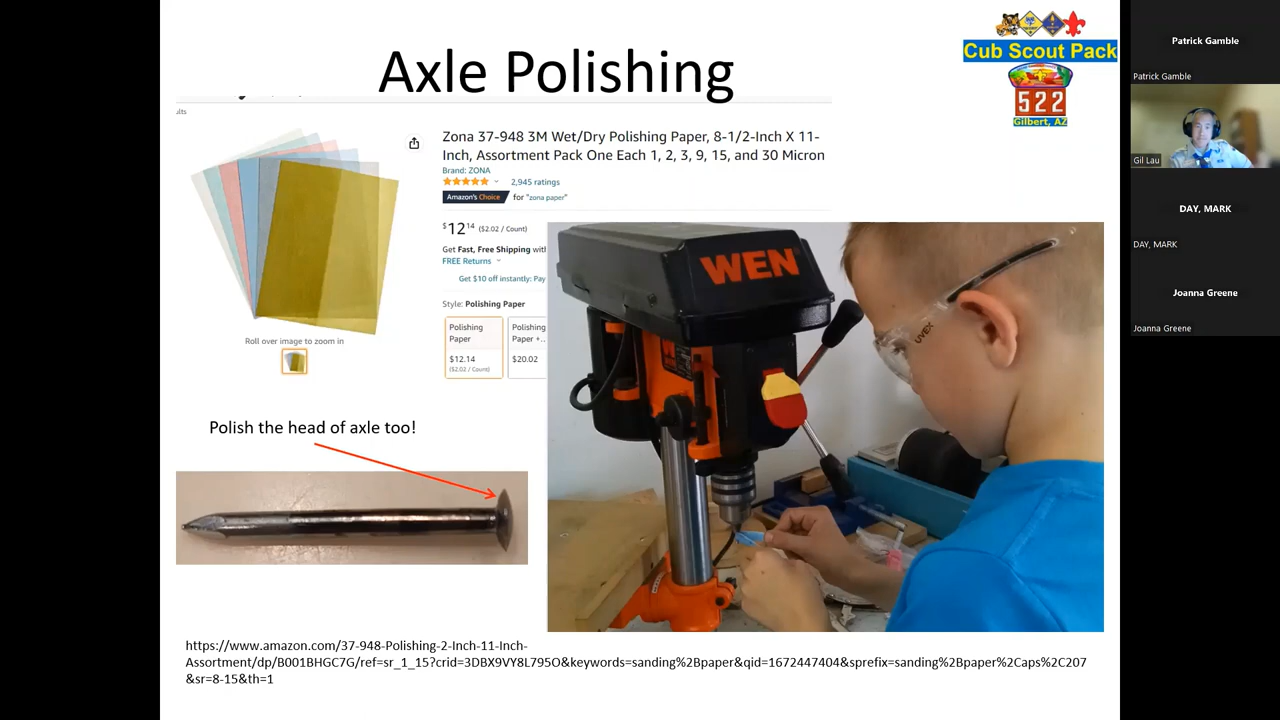 Axle Polishing
Cub Scout Pack
522
Gilbert, AZ
ults
Zona 37-948 3M Wet/Dry Polishing Paper, 8-1/2-Inch X 11-
Inch, Assortment Pack One Each 1, 2, 3, 9, 15, and 30 Micron
Brand: ZONA
2,945 ratings
Amazon's Choice for "zona paper"
$1214 ($2.02 / Count)
Get Fast, Free Shipping with
FREE Returns
Get $10 off instantly: Pay
Style: Polishing Paper
Polishing
Paper
$12.14
($2.02 / Count)
Polishing
Paper +...
$20.02
Roll over image to zoom in
WEN
UVEX
Polish the head of axle too!
https://www.amazon.com/37-948-Polishing-2-Inch-11-Inch-
Assortment/dp/B001BHGC7G/ref=sr_1_15?crid=3DBX9VY8L795O&keywords=sanding%2Bpaper&qid=1672447404&sprefix=sanding%2Bpaper%2Caps%2C207
&sr=8-15&th=1
Patrick Gamble
Patrick Gamble
Gil Lau
DAY, MARK
DAY, MARK
Joanna Greene
Joanna Greene